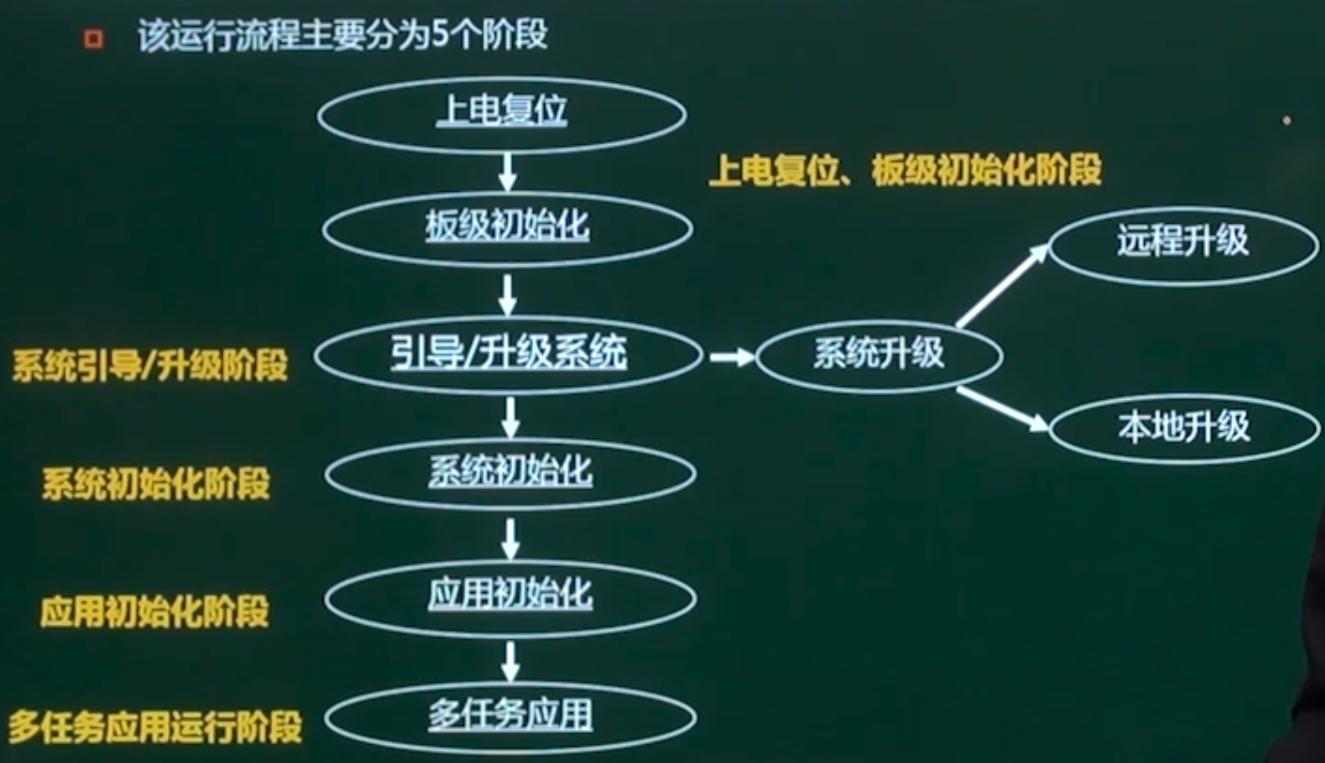 该运行流程主要分为5个阶段
上电复位
上电复位、板级初始化阶段
板级初始化
远程升级
系统引导/升级阶段
引导/升级系统
系统升级
本地升级
系统初始化阶段
系统初始化
应用初始化阶段
应用初始化
多任务应用运行阶段
多任务应用